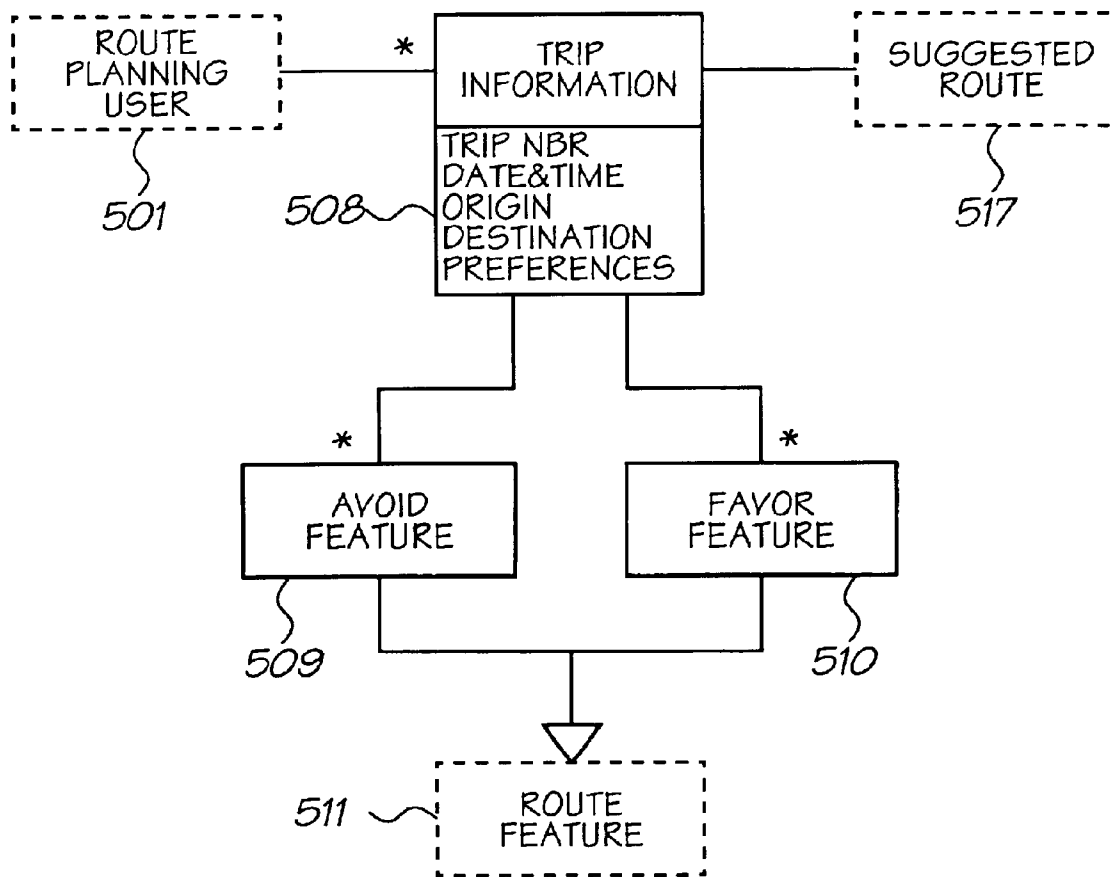 ROUTE
PLANNING
USER
501
*
TRIP
INFORMATION
TRIP NBR
DATE&TIME
ORIGIN
DESTINATION
PREFERENCES
508
SUGGESTED
ROUTE
517
*
AVOID
FEATURE
509
*
FAVOR
FEATURE
510
511
ROUTE
FEATURE